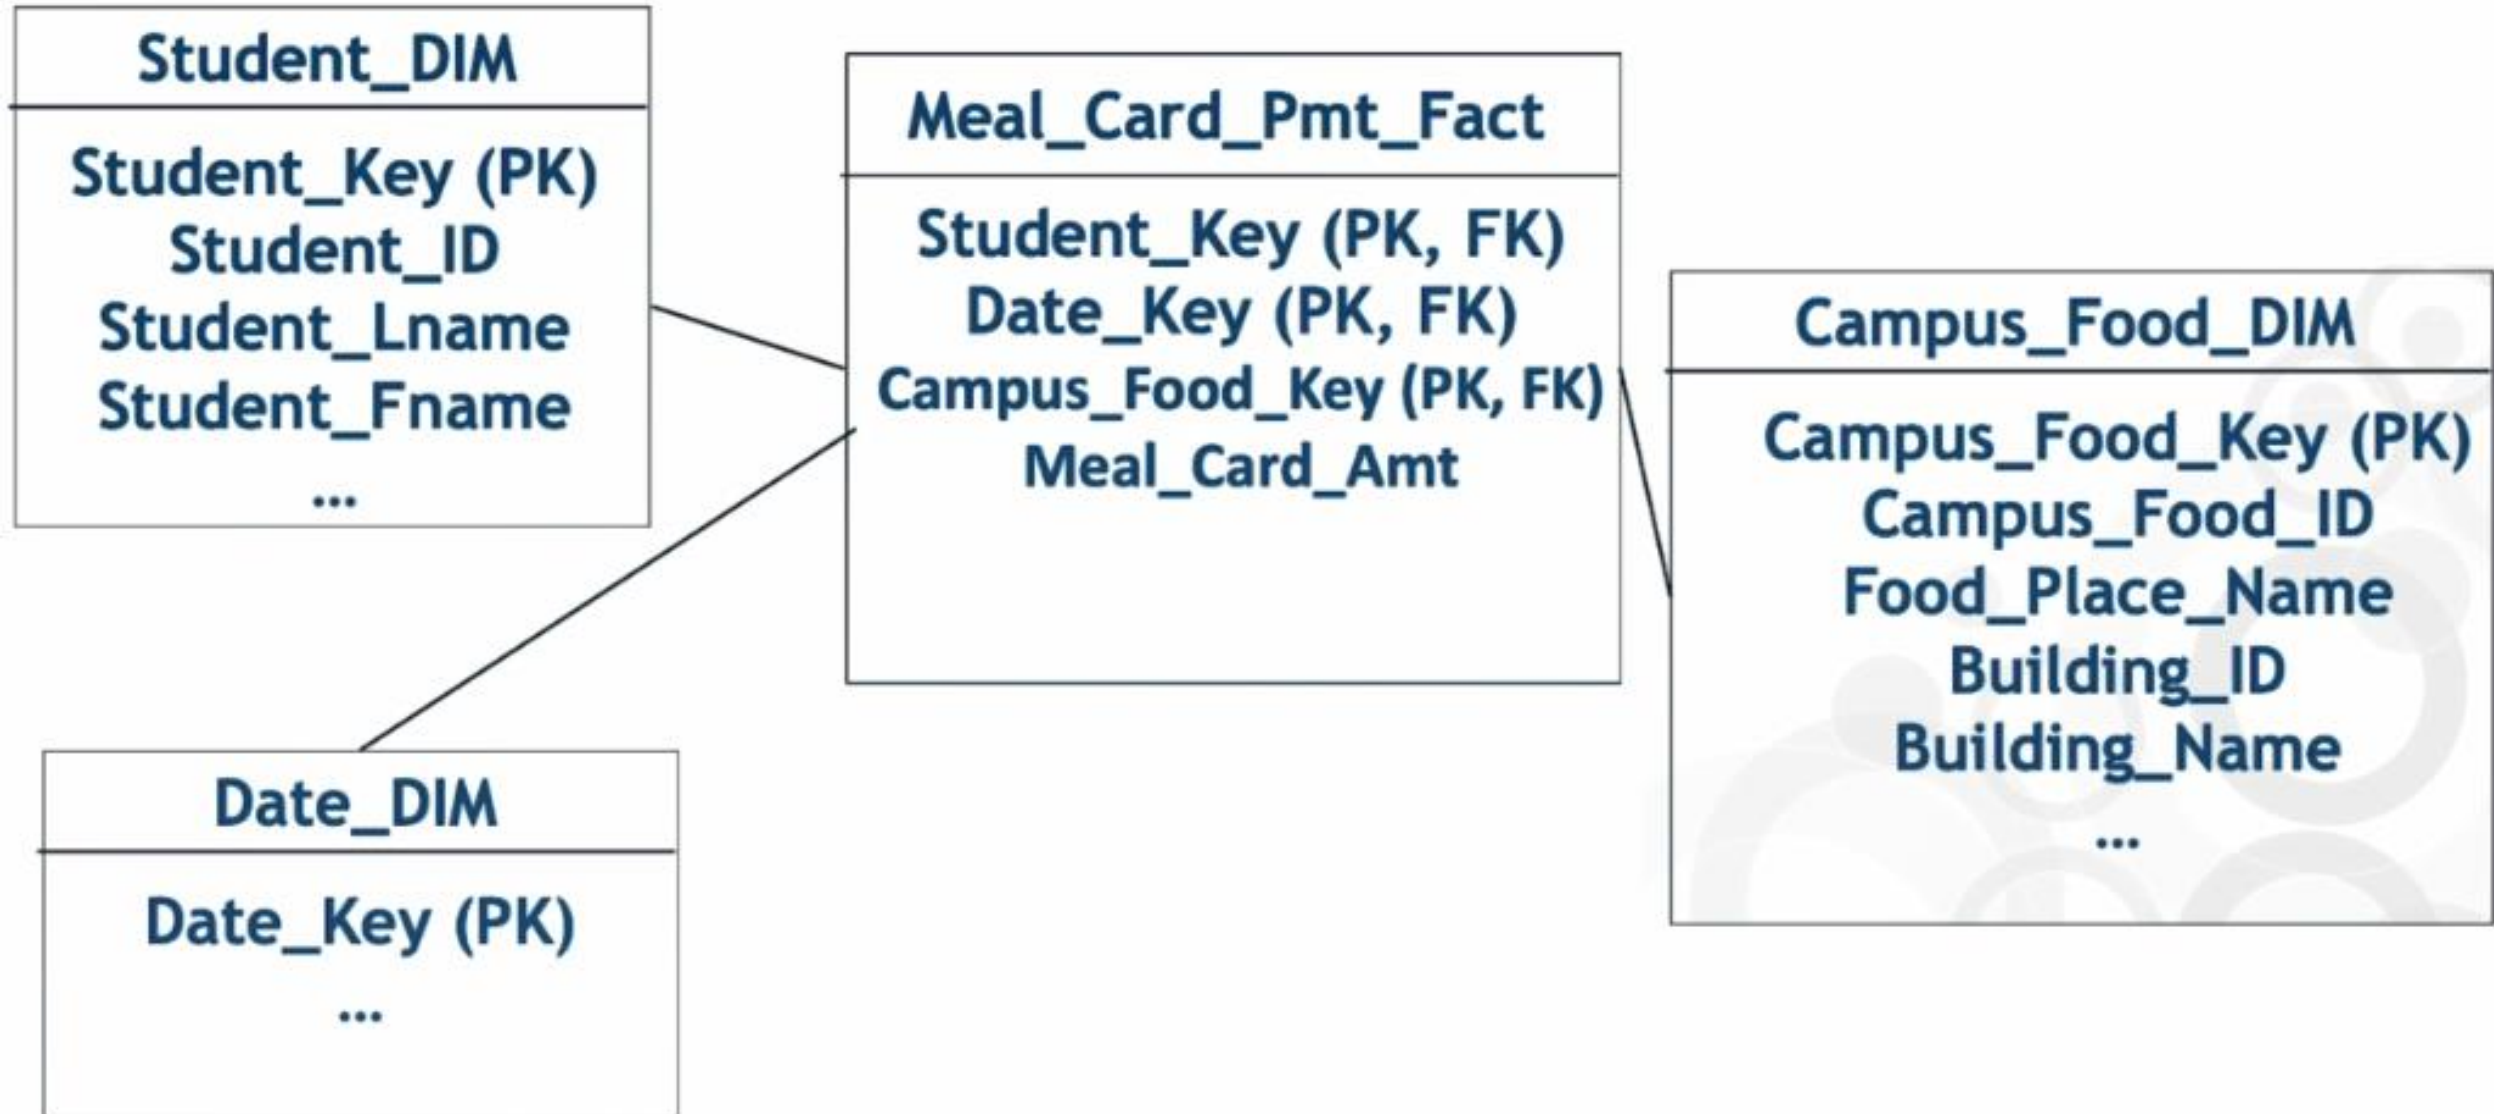 Student_DIM
Student_Key (PK)
Student_ID
Student_Lname
Student_Fname
...
Meal_Card_Pmt_Fact
Student_Key (PK, FK)
Date_Key (PK, FK)
Campus_Food_Key (PK, FK)
Meal_Card_Amt
Campus_Food_DIM
Campus_Food_Key (PK)
Campus_Food_ID
Food_Place_Name
Building_ID
Building_Name
...
Date_DIM
Date_Key (PK)
...